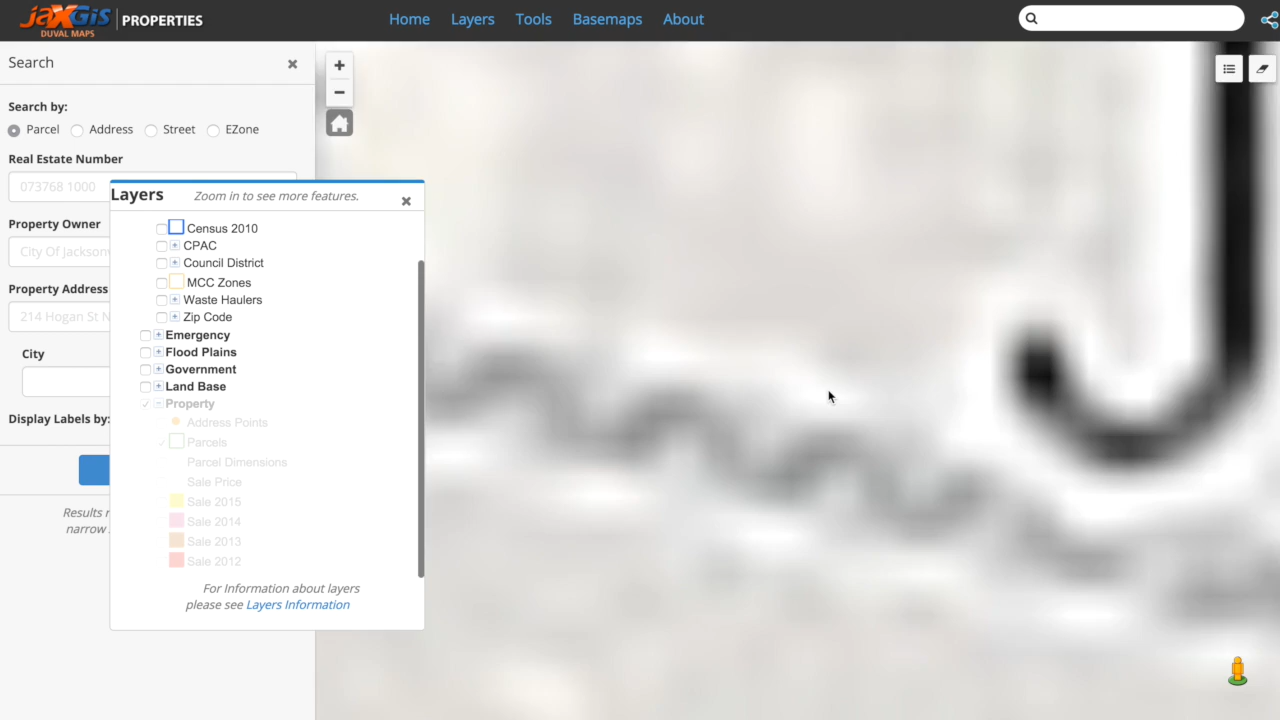 JaXGIS
DUVAL MAPS
PROPERTIES
Home
Layers
Tools
Basemaps
About
Search
Search by:
Parcel
Address
Street
EZone
Real Estate Number
073768 1000
Property Owner
City Of Jackson
Property Address
214 Hogan St N
City
Display Labels by:
Results
narrow
Layers
Zoom in to see more features.
Census 2010
CPAC
Council District
MCC Zones
Waste Haulers
Zip Code
Emergency
Flood Plains
Government
Land Base
Property
Address Points
Parcels
Parcel Dimensions
Sale Price
Sale 2015
Sale 2014
Sale 2013
Sale 2012
For Information about layers
please see Layers Information